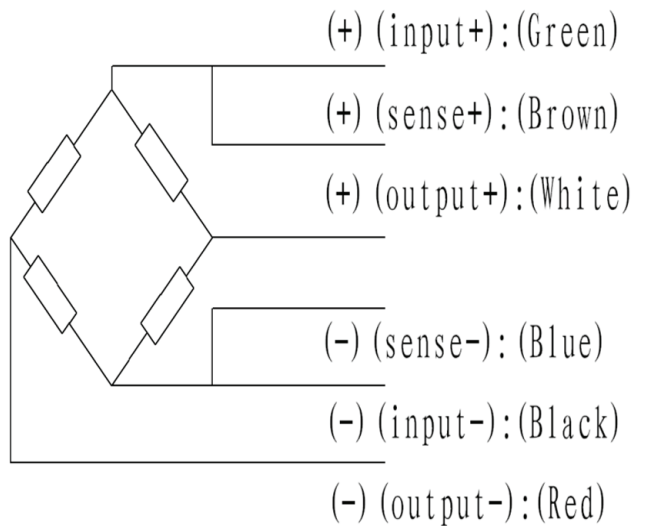 (+) (input+):(Green)
(+) (sense+):(Brown)
(+) (output+):(White)
(-) (sense-):(Blue)
(-) (input-):(Black)
(-) (output-):(Red)